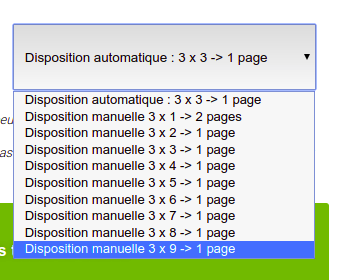 Disposition automatique : 3 x 3 -> 1 page
Disposition automatique : 3 x 3 -> 1 page
Disposition manuelle 3 x 1 -> 2 pages
eu
Disposition manuelle 3 x 2 -> 1 page
Disposition manuelle 3 x 3 -> 1 page
as
Disposition manuelle 3 x 4 -> 1 page
Disposition manuelle 3 x 5 -> 1 page
Disposition manuelle 3 x 6 -> 1 page
Disposition manuelle 3 x 7 -> 1 page
Disposition manuelle 3 x 8 -> 1 page
Disposition manuelle 3 x 9 -> 1 page
s